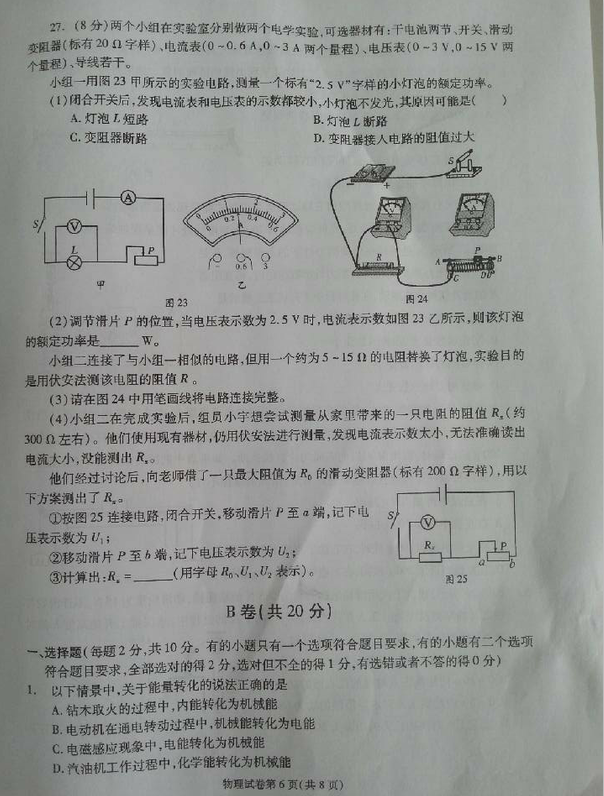 27. (8分)两个小组在实验室分别做两个电学实验,可选器材有:干电池两节、开关、滑动
变阻器(标有20 Ω字样)、电流表(0~0.6 A,0~3 A两个量程)、电压表(0~3 V,0~15 V两
个量程)、导线若干。
小组一用图23甲所示的实验电路,测量一个标有“2.5 V”字样的小灯泡的额定功率。
(1)闭合开关后,发现电流表和电压表的示数都较小,小灯泡不发光,其原因可能是(  )
A. 灯泡L短路 B. 灯泡L断路
C. 变阻器断路 D. 变阻器接入电路的阻值过大
S V A L P
甲
0 1 2 3
0 0.2 0.4 0.6
A
- 0.6 3
乙
图23
S
- +
R
A P B
C D
图24
(2)调节滑片P的位置,当电压表示数为2.5 V时,电流表示数如图23乙所示,则该灯泡
的额定功率是______W。
小组二连接了与小组一相似的电路,但用一个约为5~15 Ω的电阻替换了灯泡,实验目的
是用伏安法测该电阻的阻值R。
(3)请在图24中用笔画线将电路连接完整。
(4)小组二在完成实验后,组员小宇想尝试测量从家里带来的一只电阻的阻值Rx(约
300 Ω左右)。他们使用现有器材,仍用伏安法进行测量,发现电流表示数太小,无法准确读出
电流大小,没能测出Rx。
他们经过讨论后,向老师借了一只最大阻值为R0的滑动变阻器(标有200 Ω字样),用以
下方案测出了Rx。
①按图25连接电路,闭合开关,移动滑片P至a端,记下电
压表示数为U1;
②移动滑片P至b端,记下电压表示数为U2;
③计算出:Rx=______(用字母R0、U1、U2表示)。
S V Rx P a b
图25
B卷(共20分)
一、选择题(每题2分,共10分。有的小题只有一个选项符合题目要求,有的小题有二个选项
符合题目要求,全部选对的得2分,选对但不全的得1分,有选错或者不答的得0分)
1. 以下情景中,关于能量转化的说法正确的是
A. 钻木取火的过程中,内能转化为机械能
B. 电动机在通电转动过程中,机械能转化为电能
C. 电磁感应现象中,电能转化为机械能
D. 汽油机工作过程中,化学能转化为机械能
物理试卷第6页(共8页)